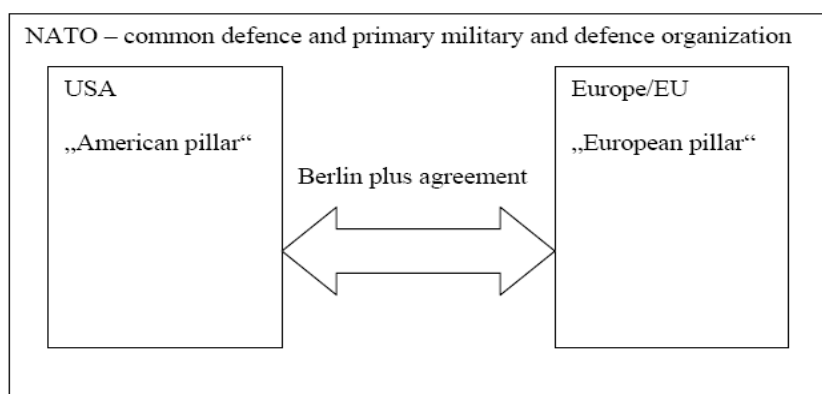 NATO – common defence and primary military and defence organization
USA
„American pillar“
Europe/EU
„European pillar“
Berlin plus agreement